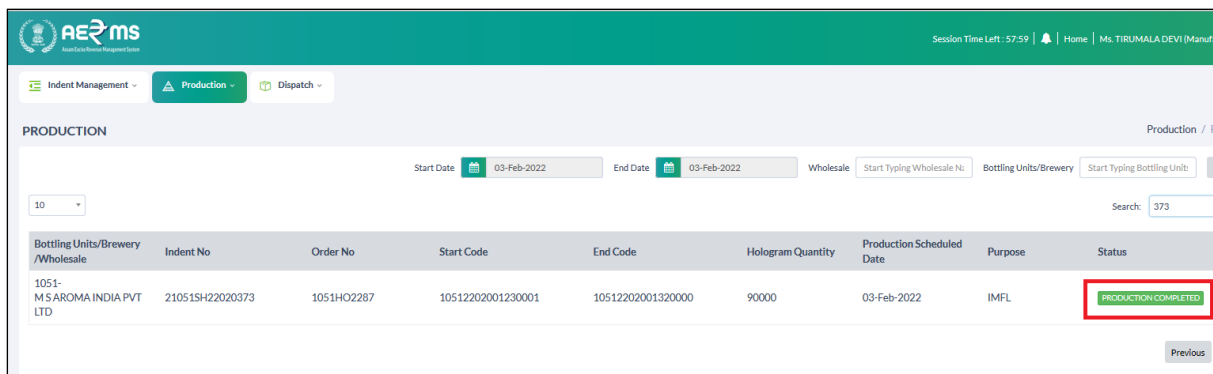 AERMS
Assam Excise Revenue Management System
Session Time Left : 57:59 | Home | Ms. TIRUMALA DEVI (Manuf
Indent Management Production Dispatch
PRODUCTION
Production /
Start Date 03-Feb-2022 End Date 03-Feb-2022 Wholesale Start Typing Wholesale Na Bottling Units/Brewery Start Typing Bottling Unit:
10 Search: 373
Bottling Units/Brewery
/Wholesale
Indent No Order No Start Code End Code Hologram Quantity
Production Scheduled
Date
Purpose Status
1051-
M S AROMA INDIA PVT
LTD
21051SH22020373 1051HO2287 10512202001230001 10512202001320000 90000 03-Feb-2022 IMFL PRODUCTION COMPLETED
Previous